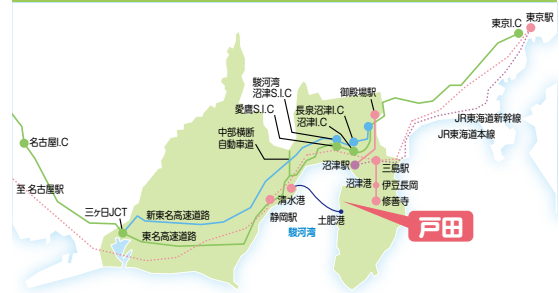 東京駅
東京I.C
駿河湾
沼津S.I.C
御殿場駅
愛鷹S.I.C
長泉沼津I.C
沼津I.C
中部横断
自動車道
JR東海道新幹線
JR東海道本線
名古屋I.C
沼津駅
三島駅
至 名古屋駅
沼津港
伊豆長岡
三ヶ日JCT
清水港
修善寺
新東名高速道路
静岡駅
土肥港
東名高速道路
駿河湾
戸田